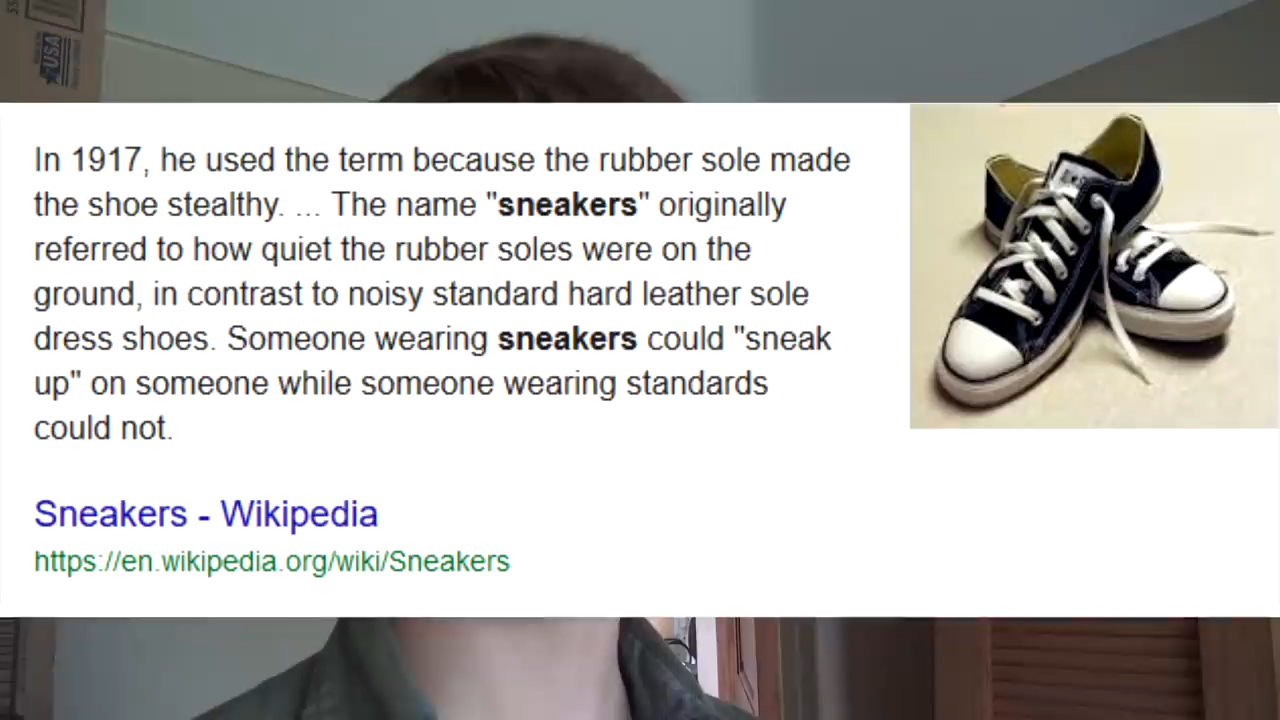 USA
In 1917, he used the term because the rubber sole made
the shoe stealthy. ... The name "sneakers" originally
referred to how quiet the rubber soles were on the
ground, in contrast to noisy standard hard leather sole
dress shoes. Someone wearing sneakers could "sneak
up" on someone while someone wearing standards
could not.
Sneakers - Wikipedia
https://en.wikipedia.org/wiki/Sneakers